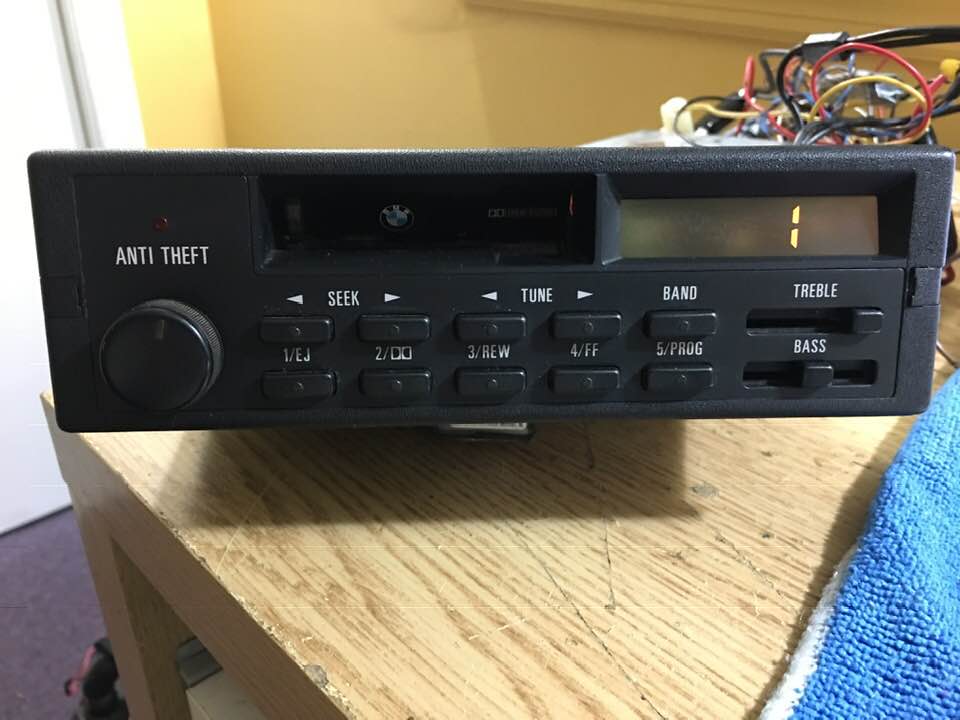 ANTI THEFT
1
◄ SEEK ► ◄ TUNE ► BAND TREBLE
1/EJ 2/▯▯ 3/REW 4/FF 5/PROG BASS